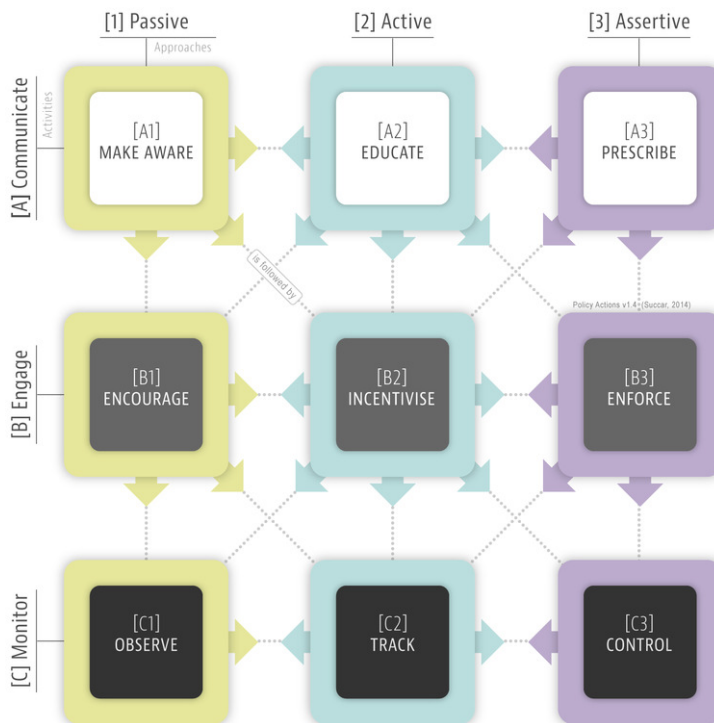 [1] Passive
[2] Active
[3] Assertive
Approaches
[A] Communicate
Activities
[A1]
MAKE AWARE
[A2]
EDUCATE
[A3]
PRESCRIBE
is followed by
Policy Actions v1.4 (Succar, 2014)
[B] Engage
[B1]
ENCOURAGE
[B2]
INCENTIVISE
[B3]
ENFORCE
[C] Monitor
[C1]
OBSERVE
[C2]
TRACK
[C3]
CONTROL